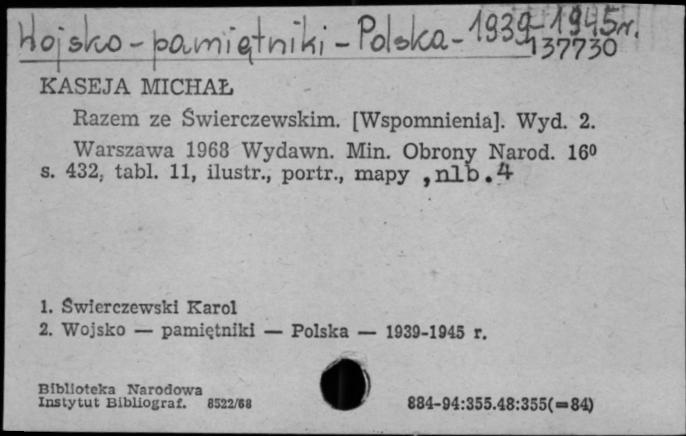 Wojsko - pamiętniki - Polska - 1939-1945r.
137730
KASEJA MICHAŁ
Razem ze Świerczewskim. [Wspomnienia]. Wyd. 2.
Warszawa 1968 Wydawn. Min. Obrony Narod. 16⁰
s. 432, tabl. 11, ilustr., portr., mapy , nlb. 4
1. Świerczewski Karol
2. Wojsko — pamiętniki — Polska — 1939-1945 r.
Biblioteka Narodowa
Instytut Bibliograf. 8522/68
884-94:355.48:355(=84)